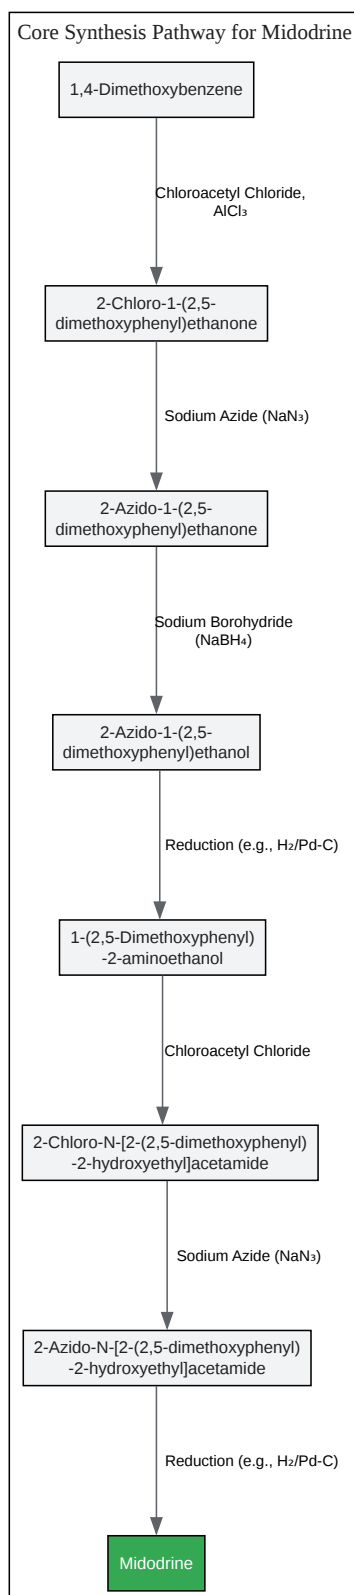 Core Synthesis Pathway for Midodrine
1,4-Dimethoxybenzene
Chloroacetyl Chloride,
AlCl₃
2-Chloro-1-(2,5-
dimethoxyphenyl)ethanone
Sodium Azide (NaN₃)
2-Azido-1-(2,5-
dimethoxyphenyl)ethanone
Sodium Borohydride
(NaBH₄)
2-Azido-1-(2,5-
dimethoxyphenyl)ethanol
Reduction (e.g., H₂/Pd-C)
1-(2,5-Dimethoxyphenyl)
-2-aminoethanol
Chloroacetyl Chloride
2-Chloro-N-[2-(2,5-dimethoxyphenyl)
-2-hydroxyethyl]acetamide
Sodium Azide (NaN₃)
2-Azido-N-[2-(2,5-dimethoxyphenyl)
-2-hydroxyethyl]acetamide
Reduction (e.g., H₂/Pd-C)
Midodrine